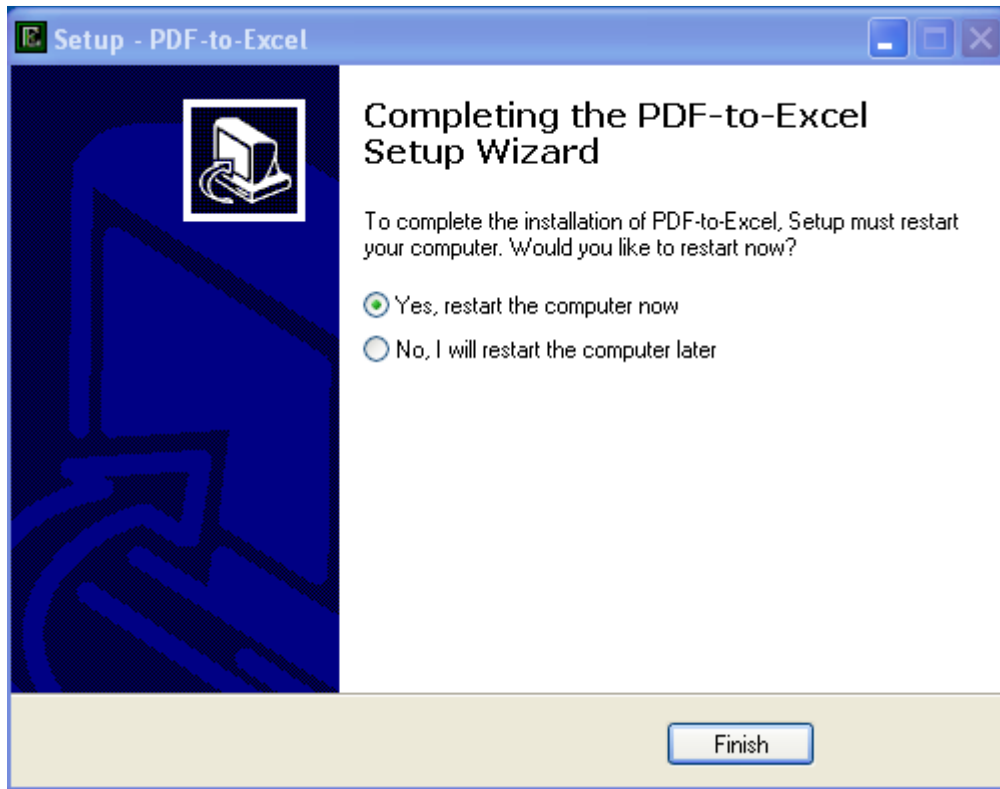 Setup - PDF-to-Excel
Completing the PDF-to-Excel
Setup Wizard
To complete the installation of PDF-to-Excel, Setup must restart
your computer. Would you like to restart now?
Yes, restart the computer now
No, I will restart the computer later
Finish